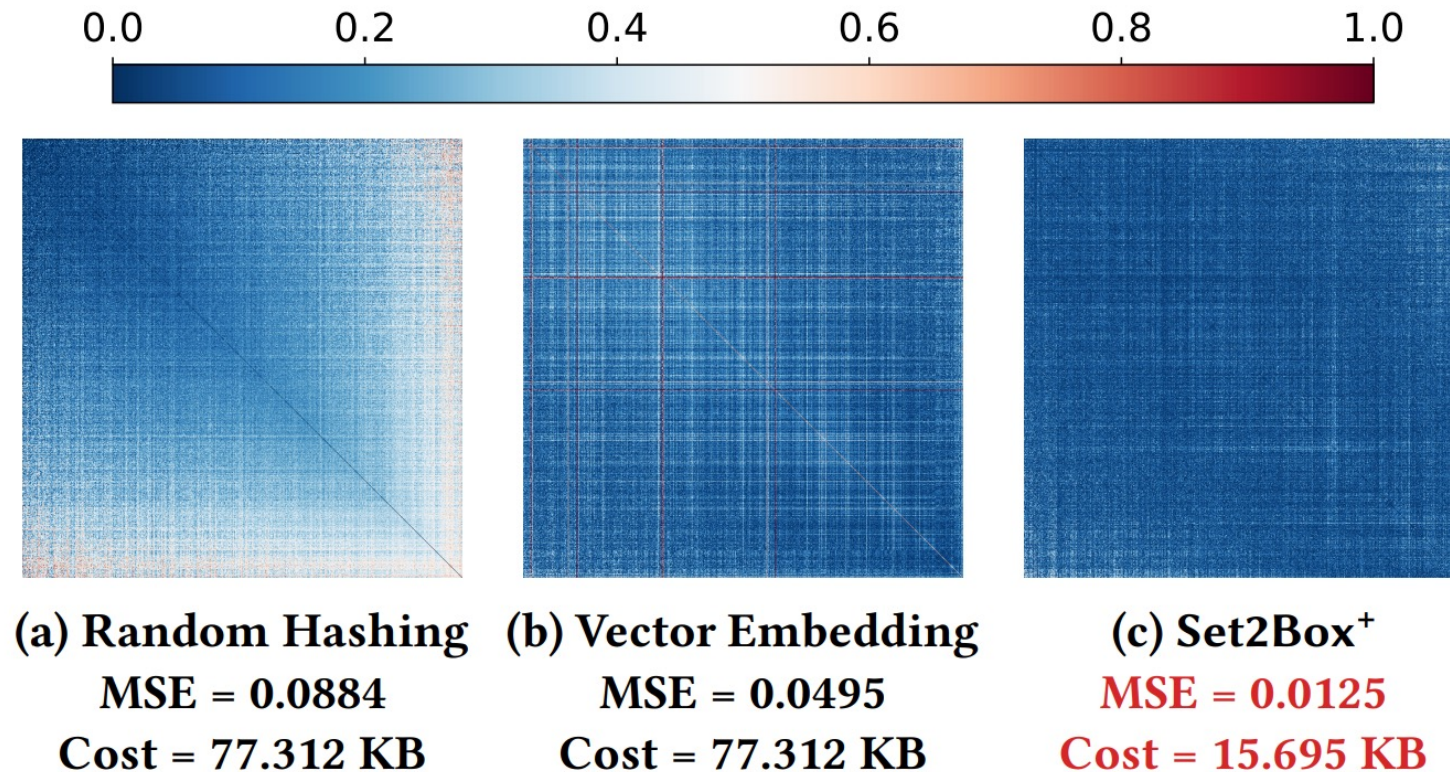 0.0 0.2 0.4 0.6 0.8 1.0
(a) Random Hashing (b) Vector Embedding (c) Set2Box⁺
MSE = 0.0884 MSE = 0.0495 MSE = 0.0125
Cost = 77.312 KB Cost = 77.312 KB Cost = 15.695 KB